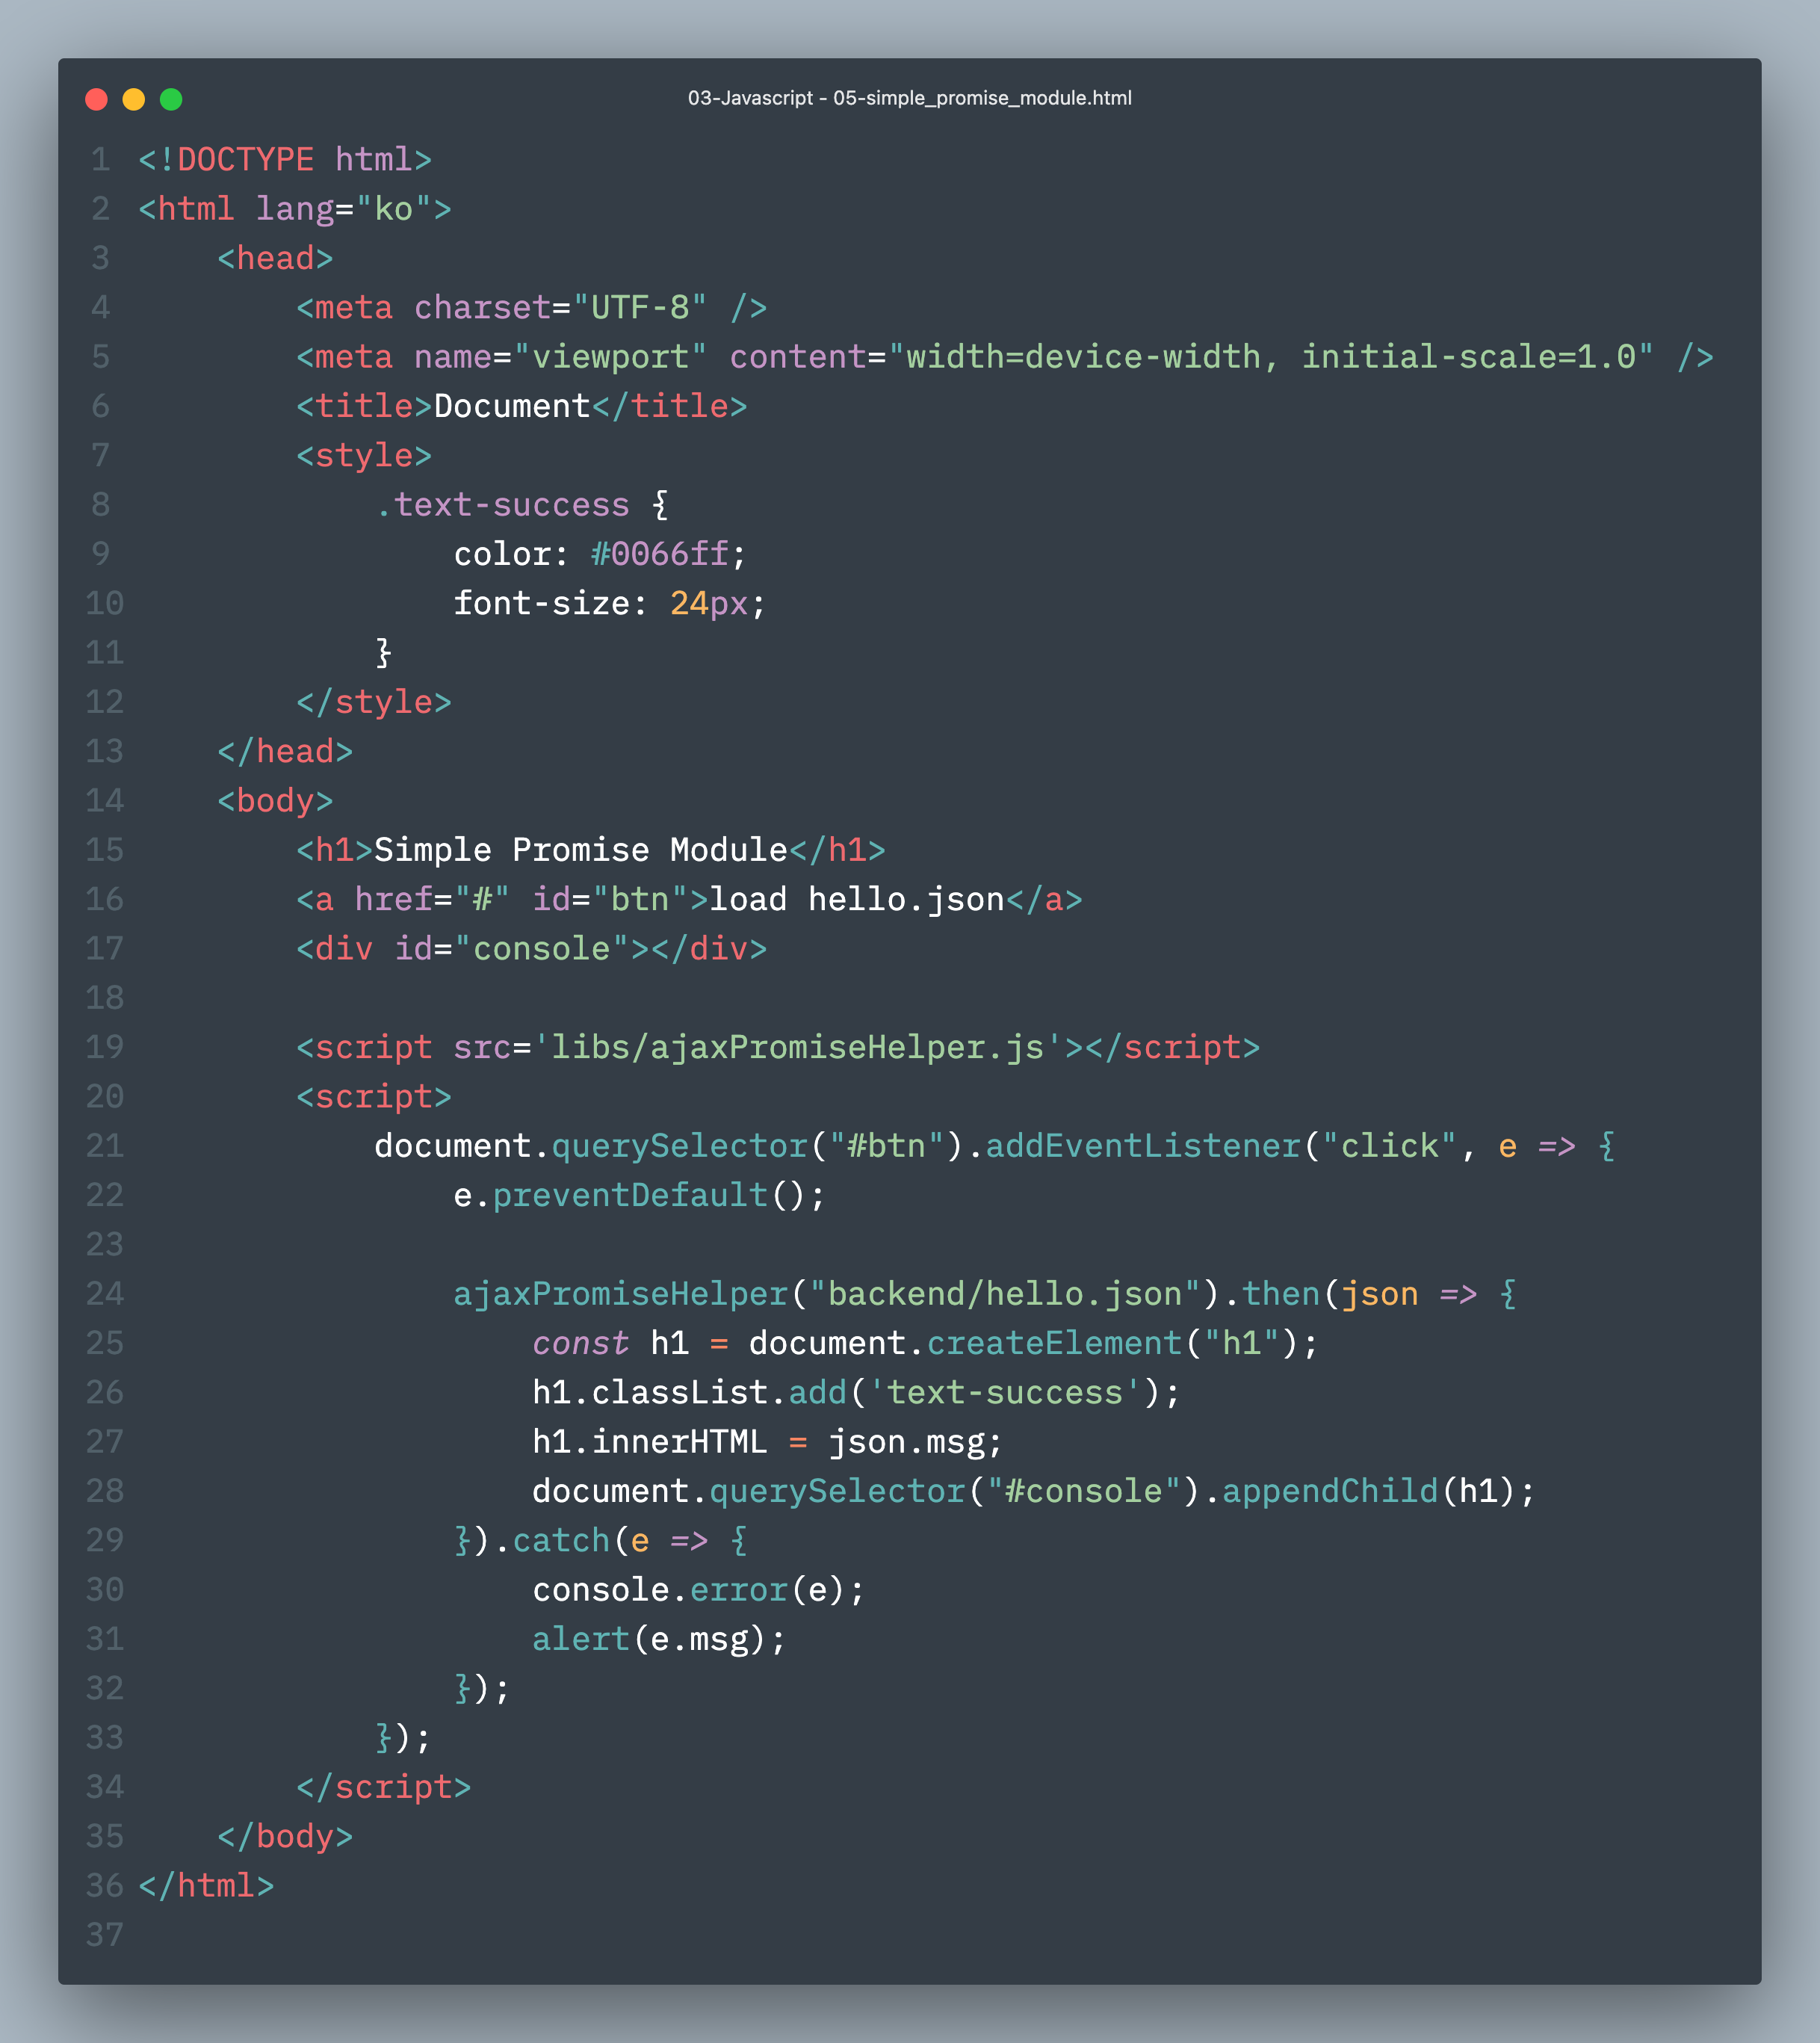 03-Javascript - 05-simple_promise_module.html
1 <!DOCTYPE html>
2 <html lang="ko">
3     <head>
4         <meta charset="UTF-8" />
5         <meta name="viewport" content="width=device-width, initial-scale=1.0" />
6         <title>Document</title>
7         <style>
8             .text-success {
9                 color: #0066ff;
10                 font-size: 24px;
11             }
12         </style>
13     </head>
14     <body>
15         <h1>Simple Promise Module</h1>
16         <a href="#" id="btn">load hello.json</a>
17         <div id="console"></div>
18
19         <script src='libs/ajaxPromiseHelper.js'></script>
20         <script>
21             document.querySelector("#btn").addEventListener("click", e => {
22                 e.preventDefault();
23
24                 ajaxPromiseHelper("backend/hello.json").then(json => {
25                     const h1 = document.createElement("h1");
26                     h1.classList.add('text-success');
27                     h1.innerHTML = json.msg;
28                     document.querySelector("#console").appendChild(h1);
29                 }).catch(e => {
30                     console.error(e);
31                     alert(e.msg);
32                 });
33             });
34         </script>
35     </body>
36 </html>
37